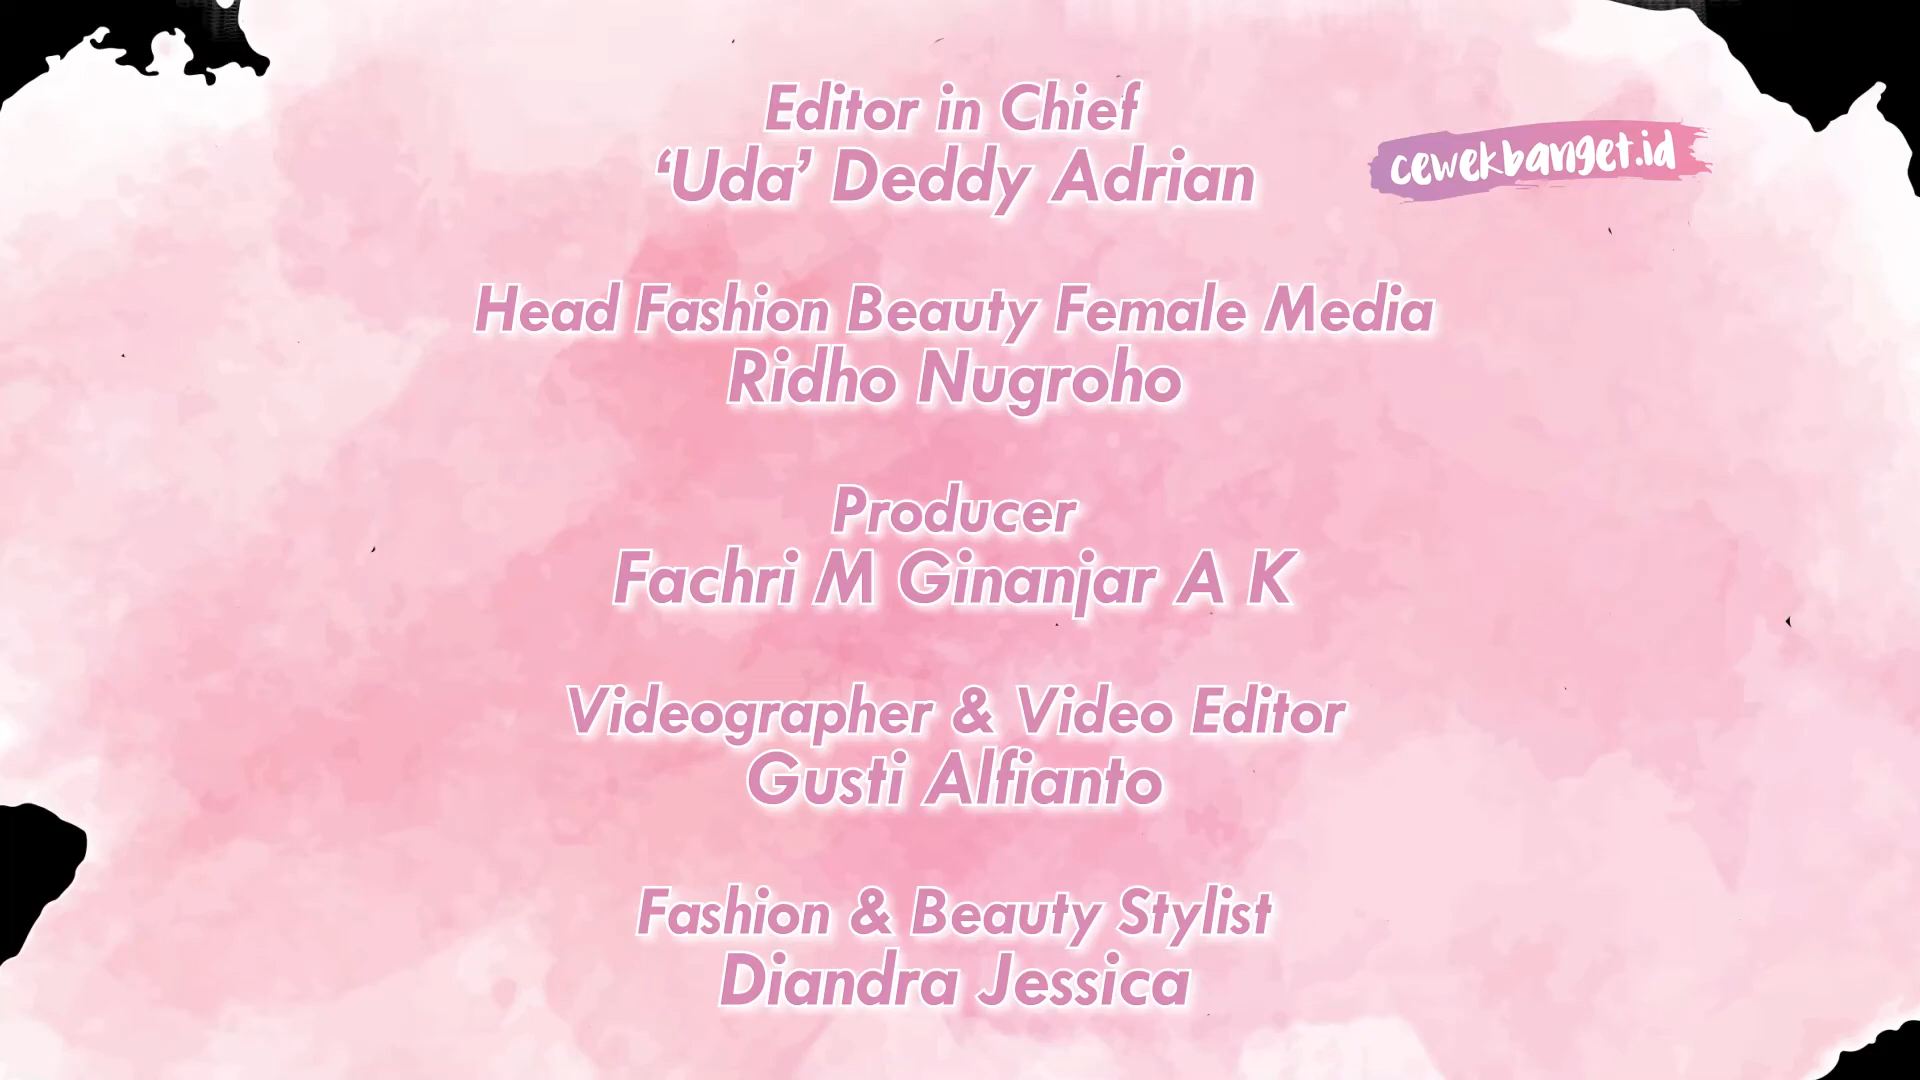 Editor in Chief
‘Uda’ Deddy Adrian
cewekbanget.id
Head Fashion Beauty Female Media
Ridho Nugroho
Producer
Fachri M Ginanjar A K
Videographer & Video Editor
Gusti Alfianto
Fashion & Beauty Stylist
Diandra Jessica